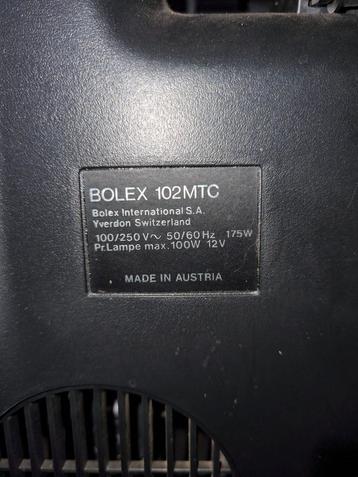 BOLEX 102MTC
Bolex International S.A.
Yverdon Switzerland
100/250V~ 50/60Hz 175W
Pr.Lampe max.100W 12V
MADE IN AUSTRIA